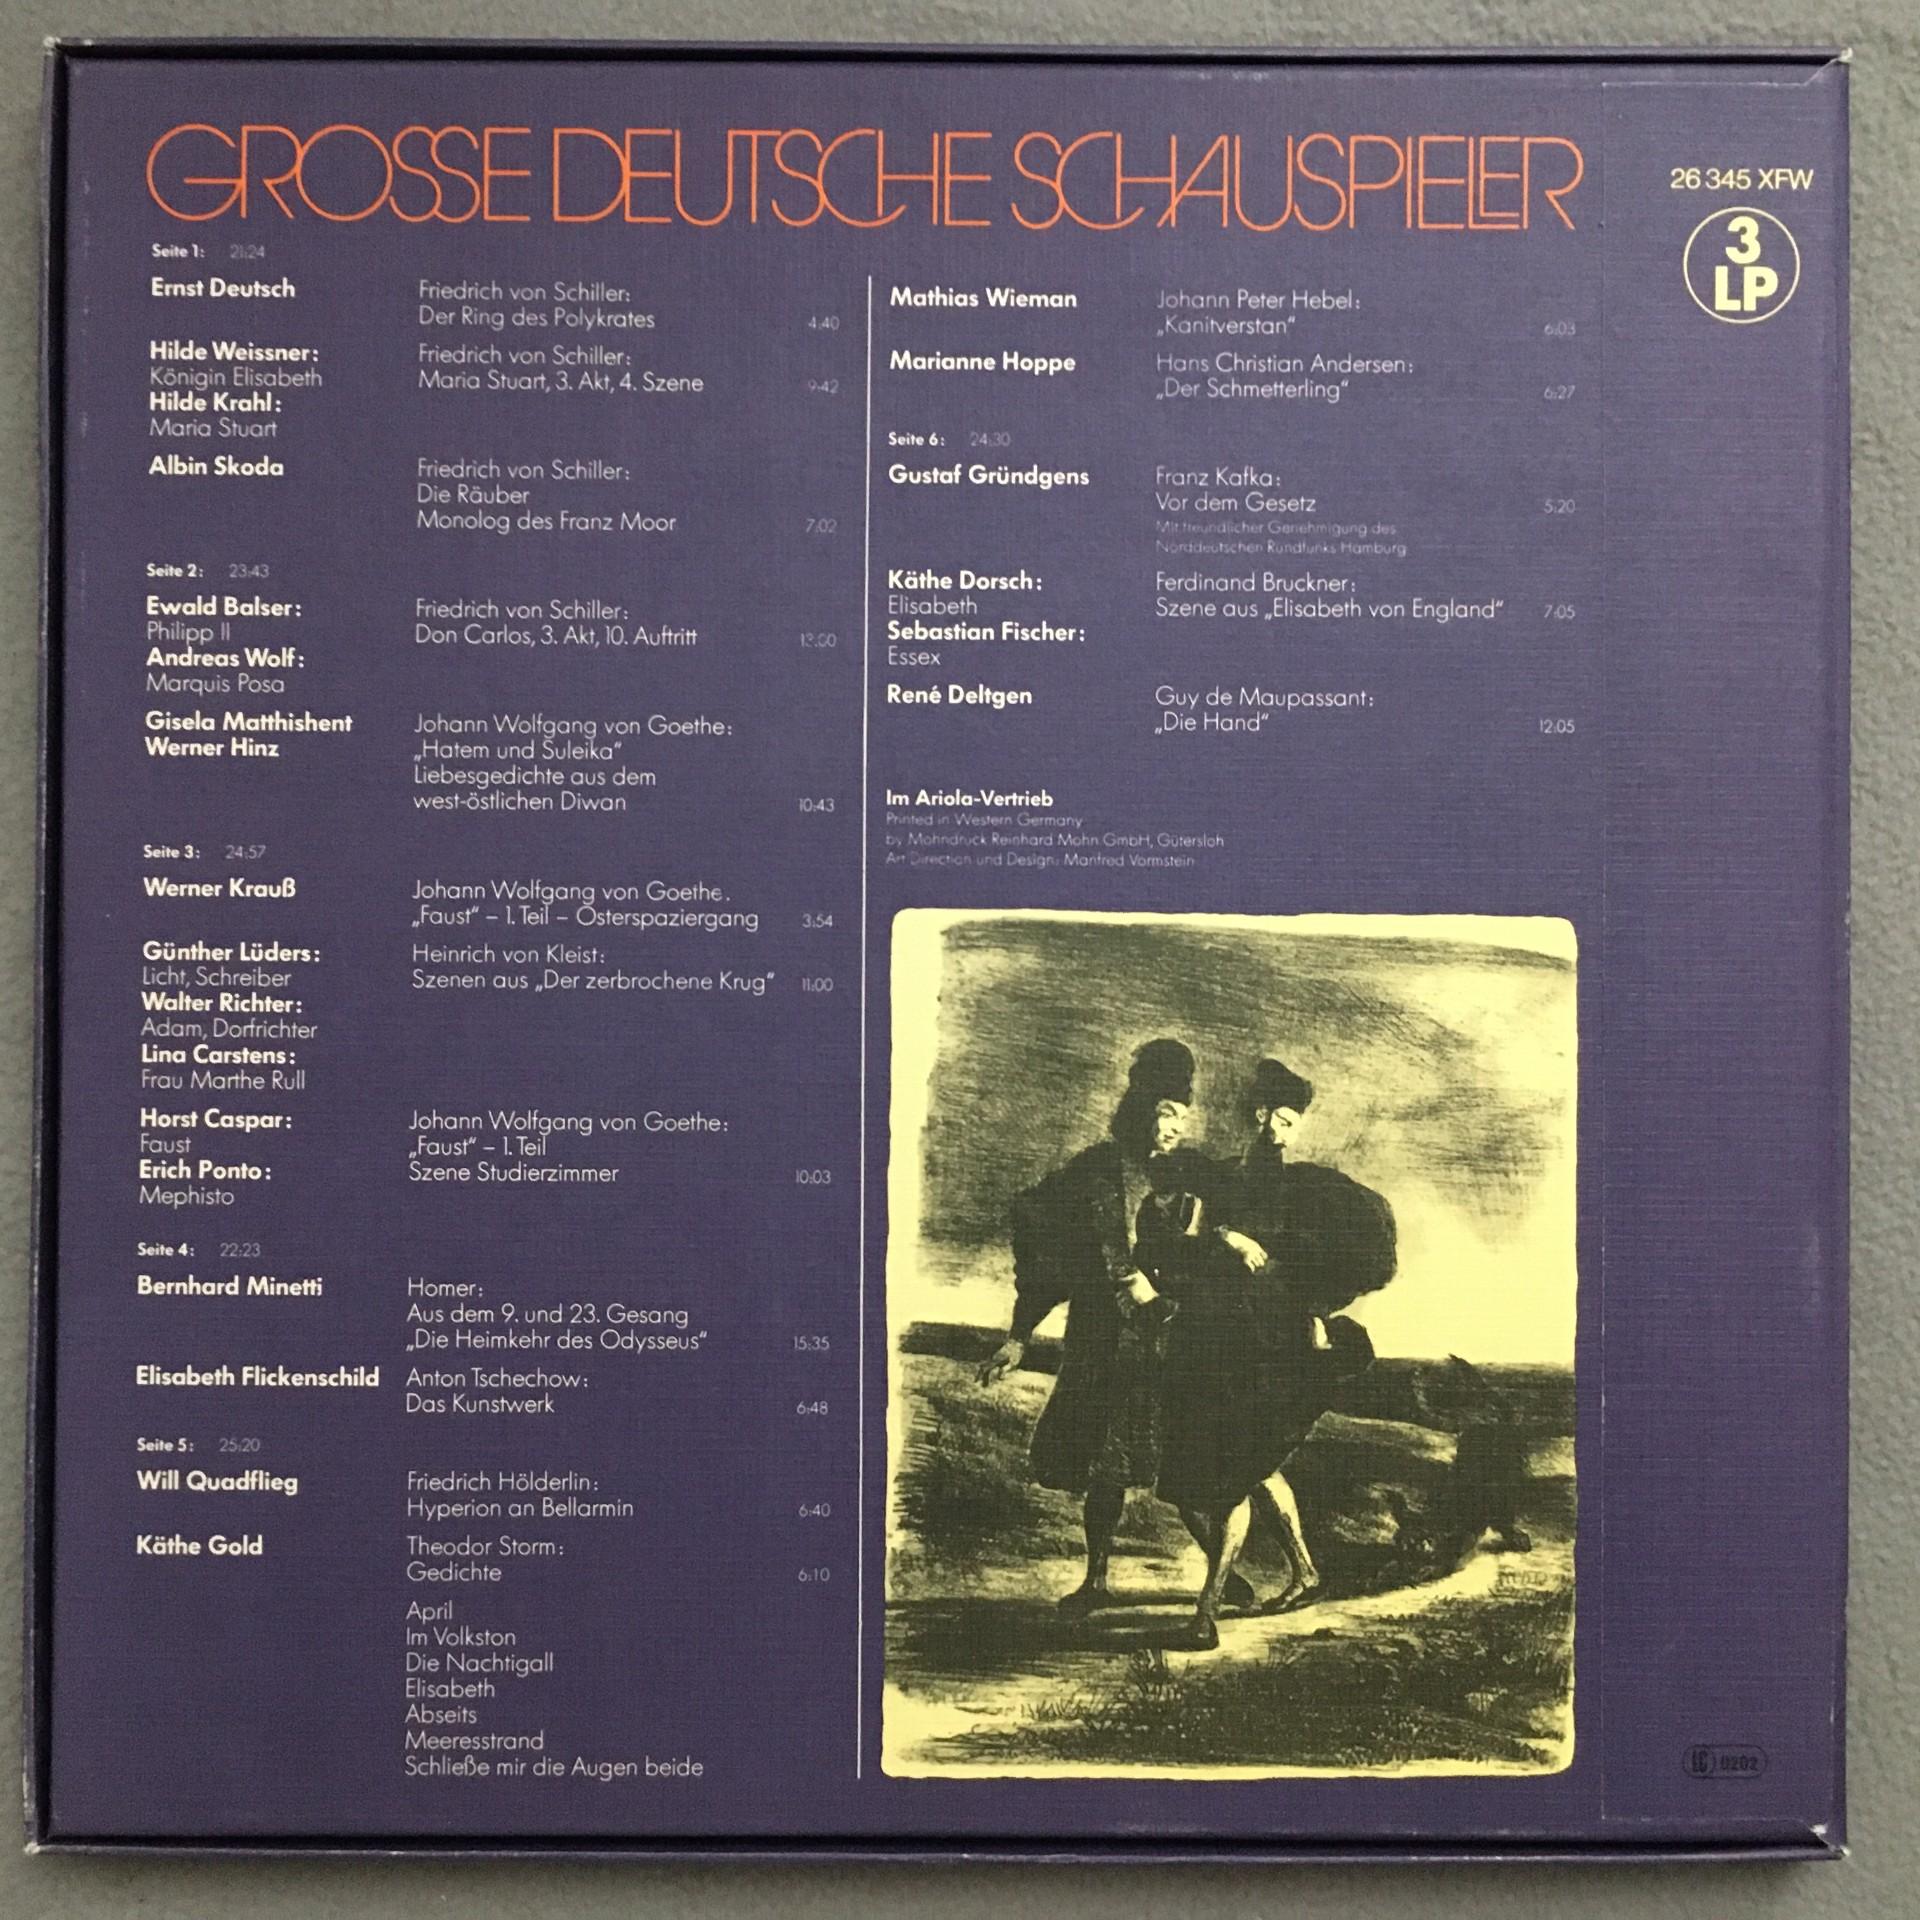 GROSSE DEUTSCHE SCHAUSPIELER
26 345 XFW
3
LP
Seite 1: 21:24
Ernst Deutsch
Friedrich von Schiller:
Der Ring des Polykrates 4:40
Hilde Weissner:
Königin Elisabeth
Hilde Krahl:
Maria Stuart
Friedrich von Schiller:
Maria Stuart, 3. Akt, 4. Szene 9:42
Albin Skoda
Friedrich von Schiller:
Die Räuber
Monolog des Franz Moor 7:02
Seite 2: 23:43
Ewald Balser:
Philipp II
Andreas Wolf:
Marquis Posa
Friedrich von Schiller:
Don Carlos, 3. Akt, 10. Auftritt
Gisela Matthishent
Werner Hinz
Johann Wolfgang von Goethe:
„Hatem und Suleika“
Liebesgedichte aus dem
west-östlichen Diwan 10:43
Seite 3: 24:57
Werner Krauß
Johann Wolfgang von Goethe.
„Faust“ – 1. Teil – Osterspaziergang 3:54
Günther Lüders:
Licht, Schreiber
Walter Richter:
Adam, Dorfrichter
Lina Carstens:
Frau Marthe Rull
Heinrich von Kleist:
Szenen aus „Der zerbrochene Krug“ 11:00
Horst Caspar:
Faust
Erich Ponto:
Mephisto
Johann Wolfgang von Goethe:
„Faust“ – 1. Teil
Szene Studierzimmer 10:03
Seite 4: 22:23
Bernhard Minetti
Homer:
Aus dem 9. und 23. Gesang
„Die Heimkehr des Odysseus“ 15:35
Elisabeth Flickenschild
Anton Tschechow:
Das Kunstwerk 6:48
Seite 5: 25:20
Will Quadflieg
Friedrich Hölderlin:
Hyperion an Bellarmin 6:40
Käthe Gold
Theodor Storm:
Gedichte 6:10
April
Im Volkston
Die Nachtigall
Elisabeth
Abseits
Meeresstrand
Schließe mir die Augen beide
Mathias Wieman
Johann Peter Hebel:
„Kanitverstan“ 6:03
Marianne Hoppe
Hans Christian Andersen:
„Der Schmetterling“ 6:27
Seite 6: 24:30
Gustaf Gründgens
Franz Kafka:
Vor dem Gesetz 5:20
Mit freundlicher Genehmigung des
Norddeutschen Rundfunks Hamburg
Käthe Dorsch:
Elisabeth
Sebastian Fischer:
Essex
Ferdinand Bruckner:
Szene aus „Elisabeth von England“ 7:05
René Deltgen
Guy de Maupassant:
„Die Hand“ 12:05
Im Ariola-Vertrieb
Printed in Western Germany
by Mohndruck Reinhard Mohn GmbH, Gütersloh
Art Direction und Design: Manfred Vormstein
LC 0202